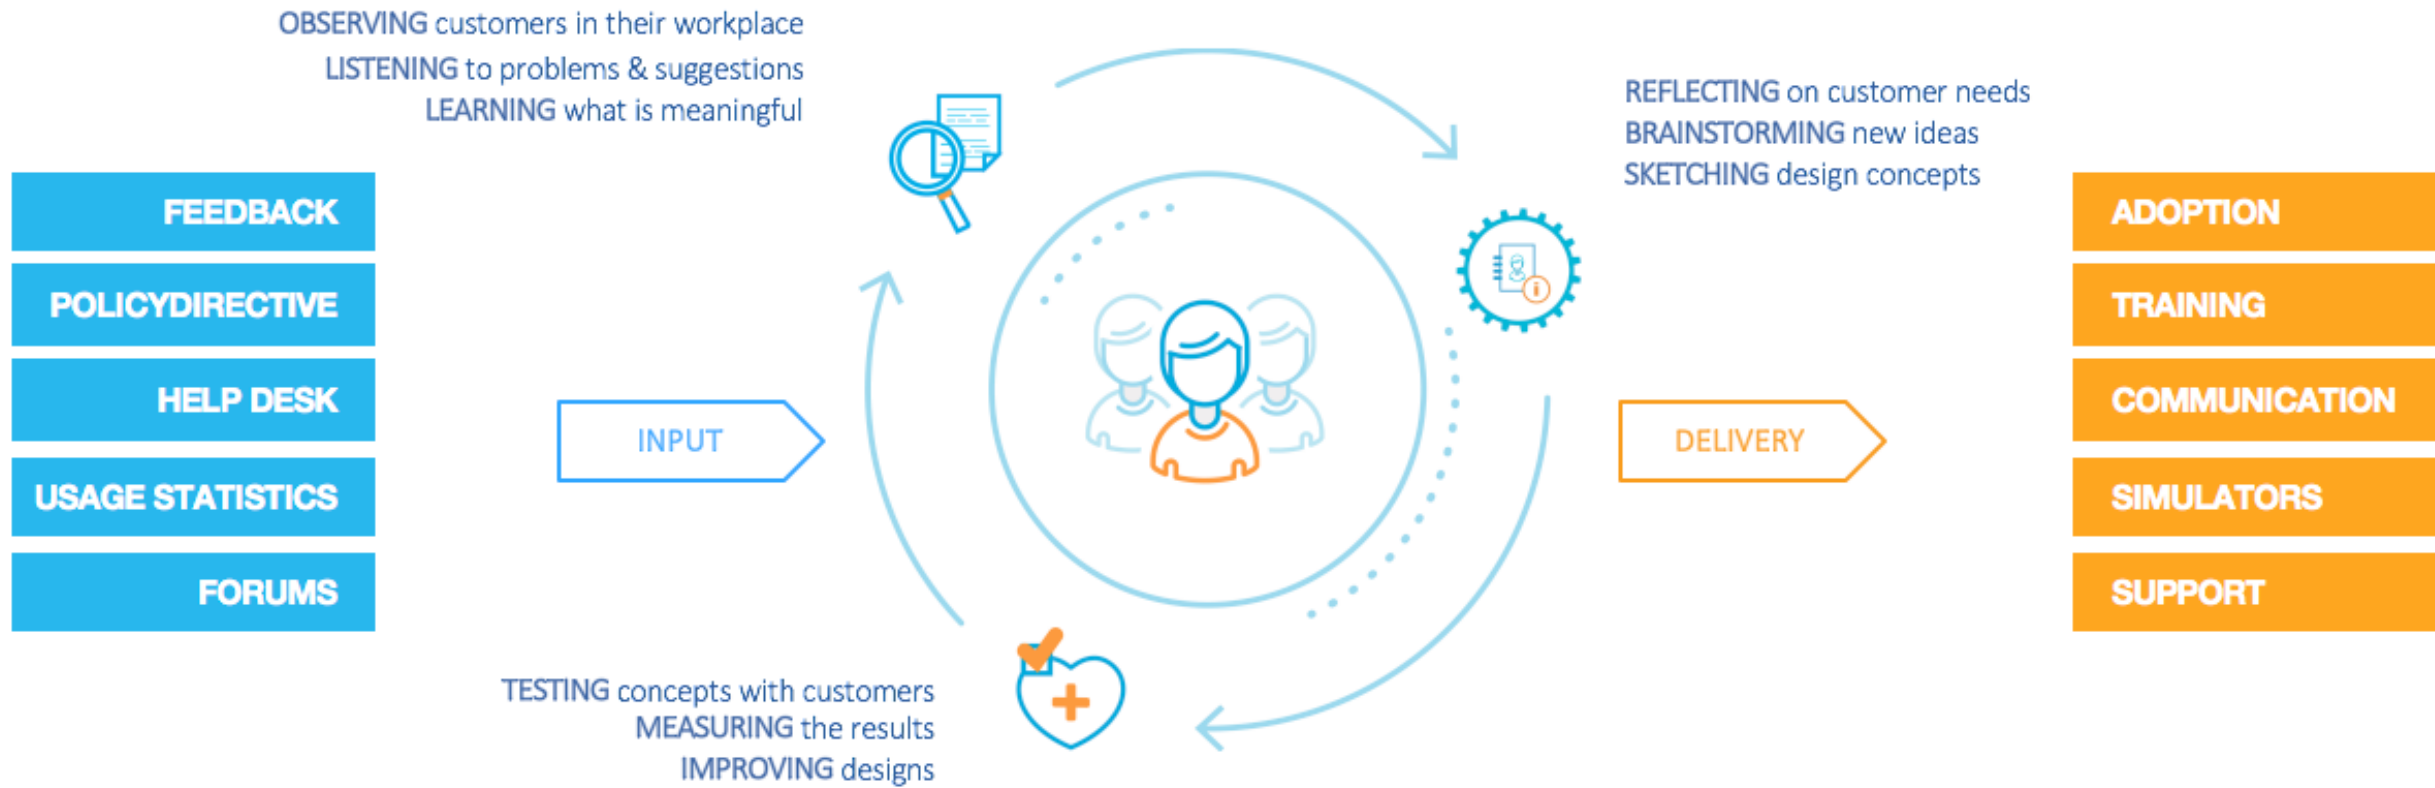 OBSERVING customers in their workplace
LISTENING to problems & suggestions
LEARNING what is meaningful
REFLECTING on customer needs
BRAINSTORMING new ideas
SKETCHING design concepts
FEEDBACK
POLICYDIRECTIVE
HELP DESK
USAGE STATISTICS
FORUMS
INPUT
DELIVERY
ADOPTION
TRAINING
COMMUNICATION
SIMULATORS
SUPPORT
TESTING concepts with customers
MEASURING the results
IMPROVING designs